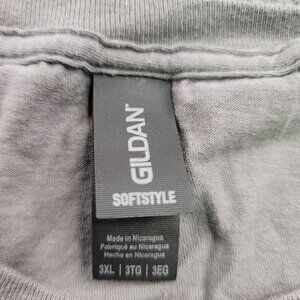 GILDAN
SOFTSTYLE
Made in Nicaragua
Fabriqué au Nicaragua
Hecho en Nicaragua
3XL | 3TG | 3EG